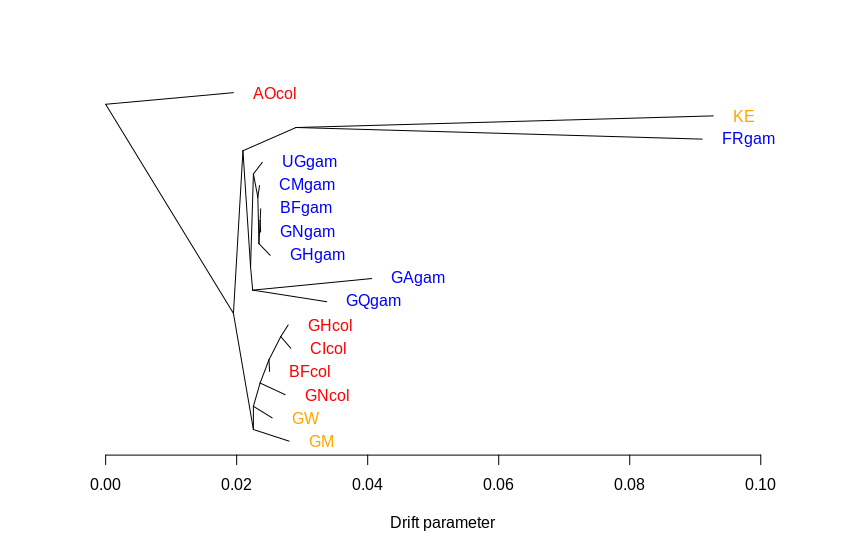 AOcol
KE
FRgam
UGgam
CMgam
BFgam
GNgam
GHgam
GAgam
GQgam
GHcol
CIcol
BFcol
GNcol
GW
GM
0.00 0.02 0.04 0.06 0.08 0.10
Drift parameter